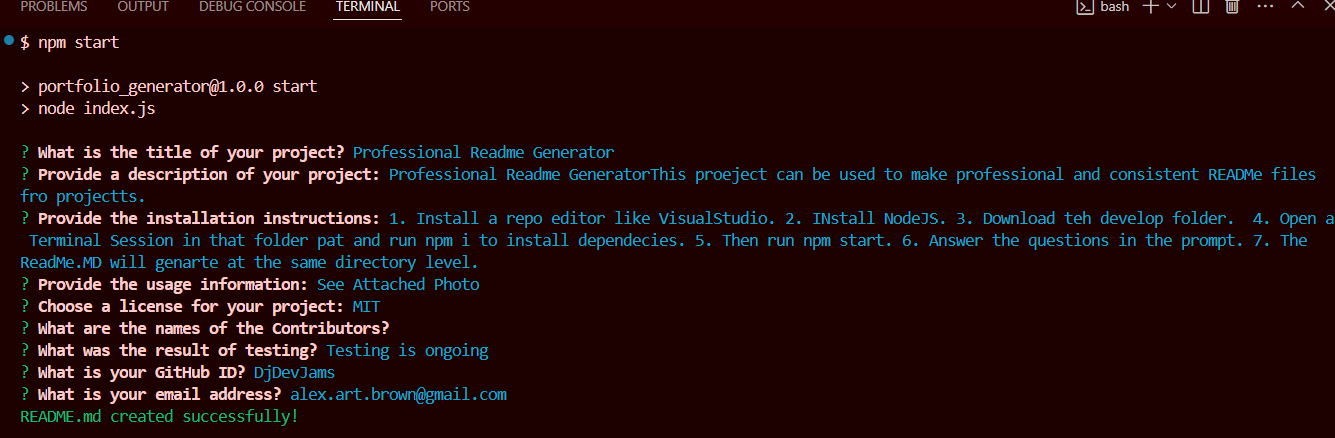 PROBLEMS OUTPUT DEBUG CONSOLE TERMINAL PORTS bash
$ npm start
> portfolio_generator@1.0.0 start
> node index.js
? What is the title of your project? Professional Readme Generator
? Provide a description of your project: Professional Readme GeneratorThis proeject can be used to make professional and consistent READMe files
fro projectts.
? Provide the installation instructions: 1. Install a repo editor like VisualStudio. 2. INstall NodeJS. 3. Download teh develop folder.  4. Open a
Terminal Session in that folder pat and run npm i to install dependecies. 5. Then run npm start. 6. Answer the questions in the prompt. 7. The
ReadMe.MD will genarte at the same directory level.
? Provide the usage information: See Attached Photo
? Choose a license for your project: MIT
? What are the names of the Contributors?
? What was the result of testing? Testing is ongoing
? What is your GitHub ID? DjDevJams
? What is your email address? alex.art.brown@gmail.com
README.md created successfully!